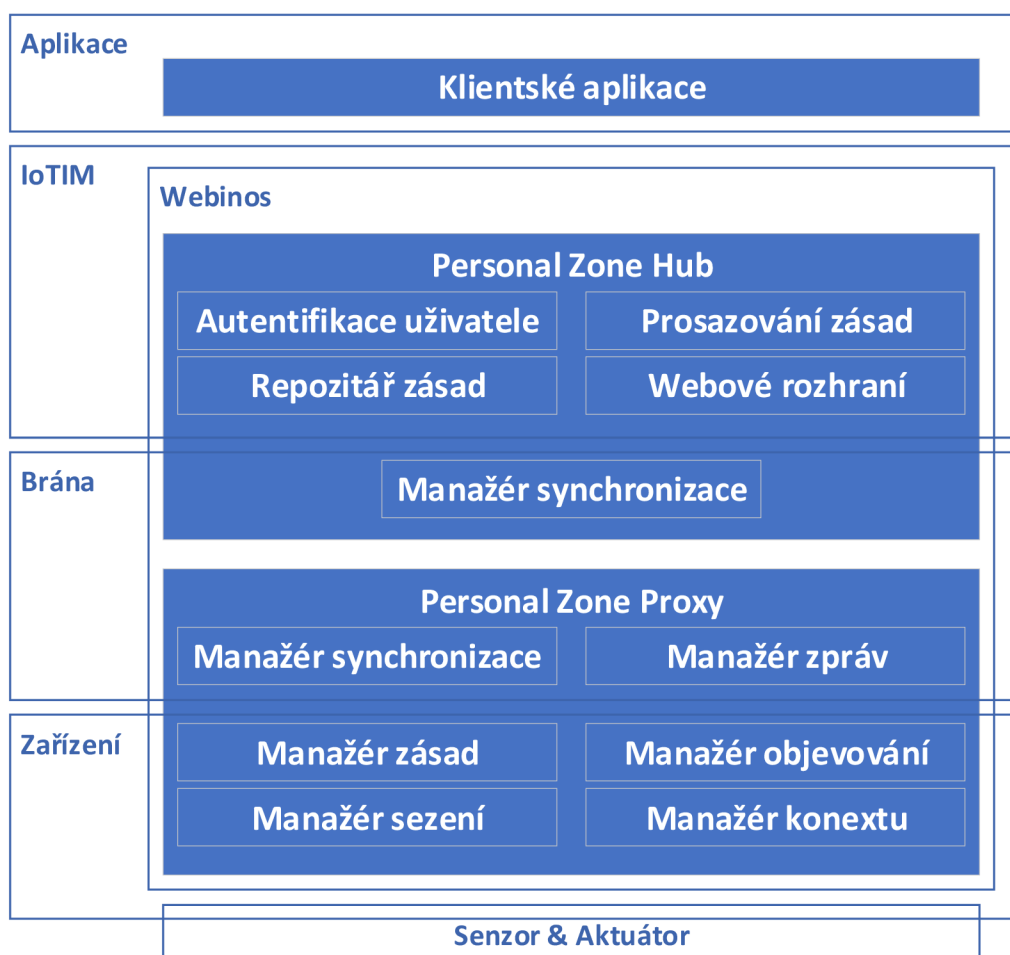 Aplikace
Klientské aplikace
IoTIM
Webinos
Personal Zone Hub
Autentifikace uživatele
Prosazování zásad
Repozitář zásad
Webové rozhraní
Brána
Manažér synchronizace
Personal Zone Proxy
Manažér synchronizace
Manažér zpráv
Zařízení
Manažér zásad
Manažér objevování
Manažér sezení
Manažér konextu
Senzor & Aktuátor